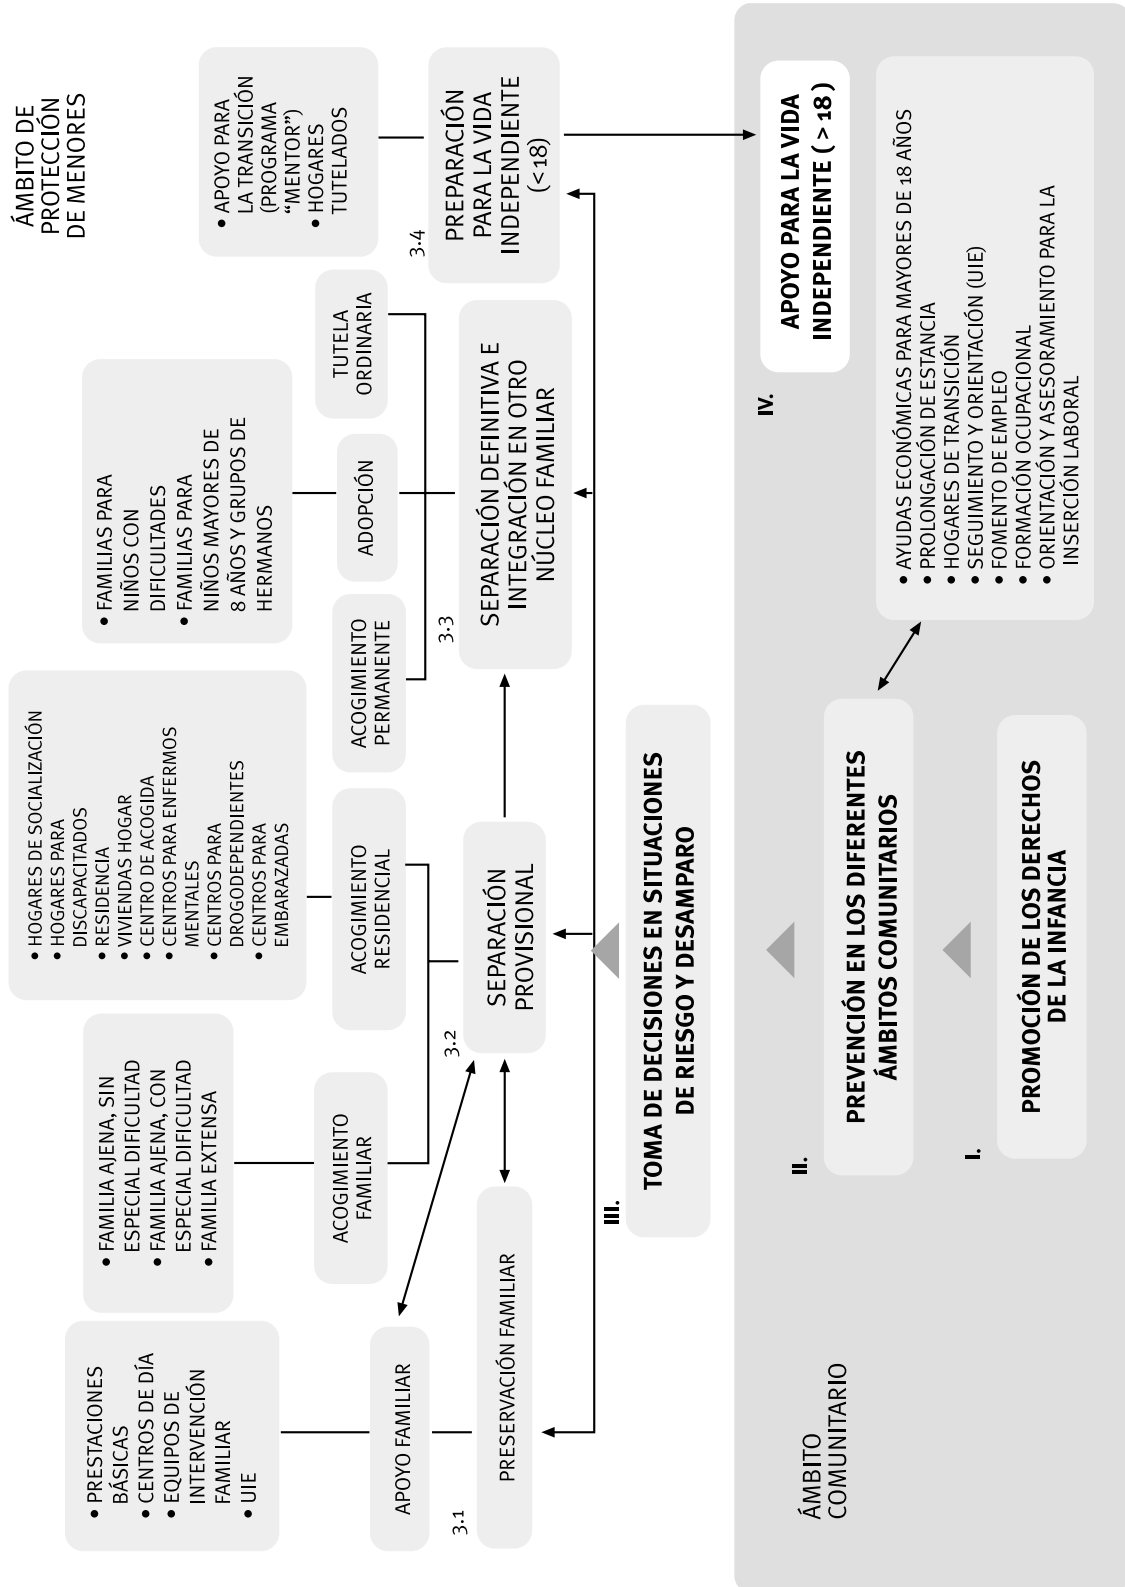 ÁMBITO DE
PROTECCIÓN
DE MENORES
• PRESTACIONES
BÁSICAS
• CENTROS DE DÍA
• EQUIPOS DE
INTERVENCIÓN
FAMILIAR
• UIE
• FAMILIA AJENA, SIN
ESPECIAL DIFICULTAD
• FAMILIA AJENA, CON
ESPECIAL DIFICULTAD
• FAMILIA EXTENSA
• HOGARES DE SOCIALIZACIÓN
• HOGARES PARA
DISCAPACITADOS
• RESIDENCIA
• VIVIENDAS HOGAR
• CENTRO DE ACOGIDA
• CENTROS PARA ENFERMOS
MENTALES
• CENTROS PARA
DROGODEPENDIENTES
• CENTROS PARA
EMBARAZADAS
• FAMILIAS PARA
NIÑOS CON
DIFICULTADES
• FAMILIAS PARA
NIÑOS MAYORES DE
8 AÑOS Y GRUPOS DE
HERMANOS
• APOYO PARA
LA TRANSICIÓN
(PROGRAMA
“MENTOR”)
• HOGARES
TUTELADOS
APOYO FAMILIAR
ACOGIMIENTO
FAMILIAR
ACOGIMIENTO
RESIDENCIAL
ACOGIMIENTO
PERMANENTE
ADOPCIÓN
TUTELA
ORDINARIA
3.1
PRESERVACIÓN FAMILIAR
3.2
SEPARACIÓN
PROVISIONAL
3.3
SEPARACIÓN DEFINITIVA E
INTEGRACIÓN EN OTRO
NÚCLEO FAMILIAR
3.4
PREPARACIÓN
PARA LA VIDA
INDEPENDIENTE
(<18)
III.
TOMA DE DECISIONES EN SITUACIONES
DE RIESGO Y DESAMPARO
IV.
APOYO PARA LA VIDA
INDEPENDIENTE ( > 18 )
ÁMBITO
COMUNITARIO
II.
PREVENCIÓN EN LOS DIFERENTES
ÁMBITOS COMUNITARIOS
• AYUDAS ECONÓMICAS PARA MAYORES DE 18 AÑOS
• PROLONGACIÓN DE ESTANCIA
• HOGARES DE TRANSICIÓN
• SEGUIMIENTO Y ORIENTACIÓN (UIE)
• FOMENTO DE EMPLEO
• FORMACIÓN OCUPACIONAL
• ORIENTACIÓN Y ASESORAMIENTO PARA LA
INSERCIÓN LABORAL
I.
PROMOCIÓN DE LOS DERECHOS
DE LA INFANCIA